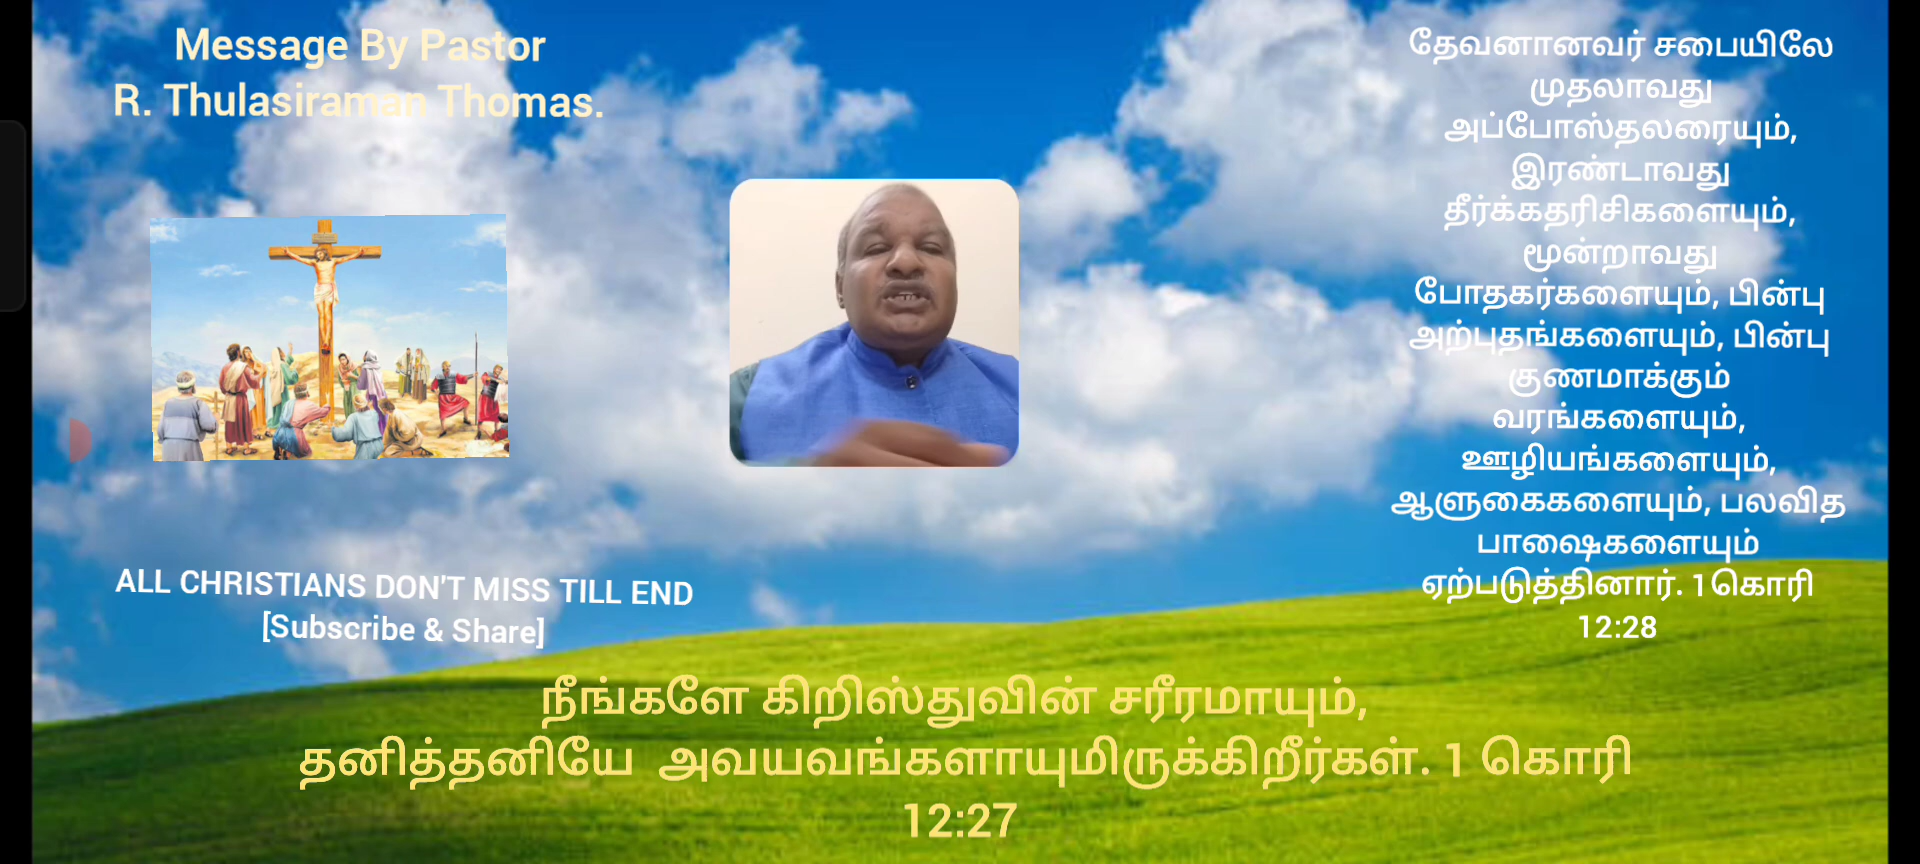 Message By Pastor
R. Thulasiraman Thomas.
தேவனானவர் சபையிலே
முதலாவது
அப்போஸ்தலரையும்,
இரண்டாவது
தீர்க்கதரிசிகளையும்,
மூன்றாவது
போதகர்களையும், பின்பு
அற்புதங்களையும், பின்பு
குணமாக்கும்
வரங்களையும்,
ஊழியங்களையும்,
ஆளுகைகளையும், பலவித
பாஷைகளையும்
ஏற்படுத்தினார். 1கொரி
12:28
ALL CHRISTIANS DON'T MISS TILL END
[Subscribe & Share]
நீங்களே கிறிஸ்துவின் சரீரமாயும்,
தனித்தனியே அவயவங்களாயுமிருக்கிறீர்கள். 1 கொரி
12:27